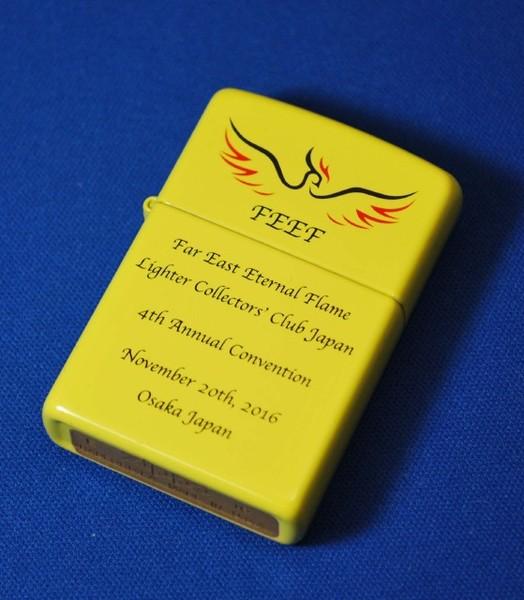 FEEF
Far East Eternal Flame
Lighter Collectors' Club Japan
4th Annual Convention
November 20th, 2016
Osaka Japan